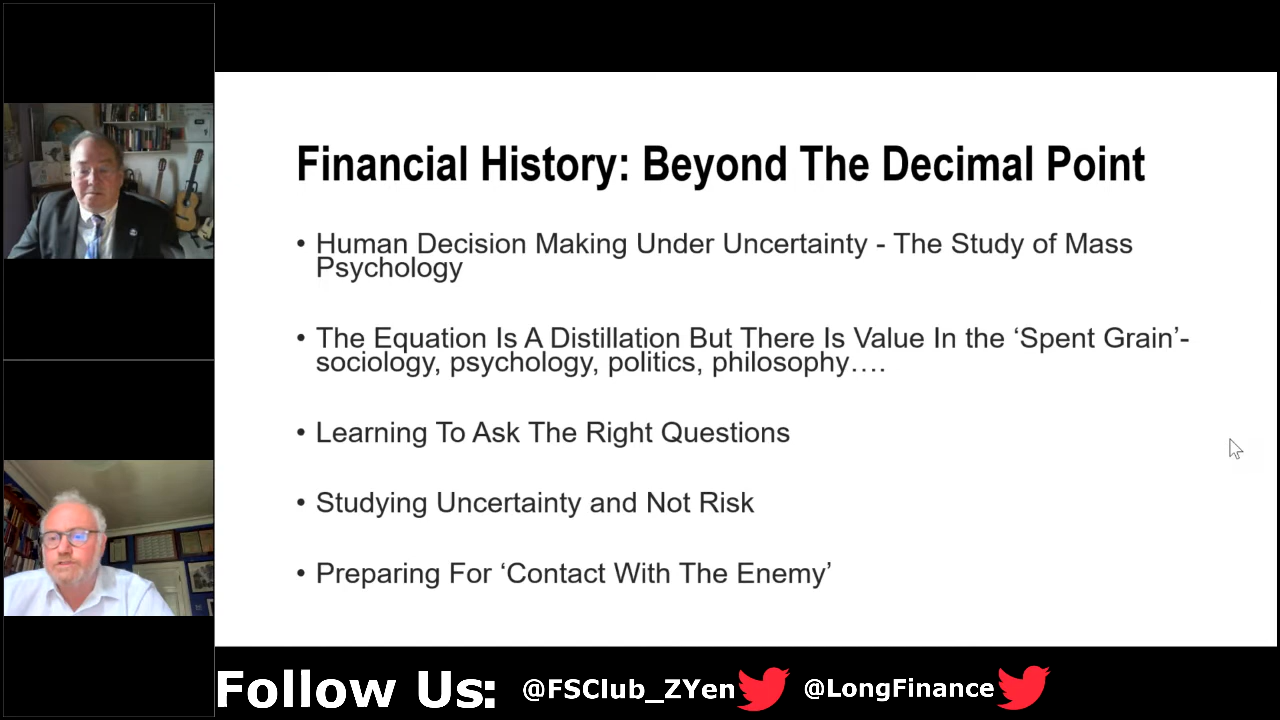 Financial History: Beyond The Decimal Point
• Human Decision Making Under Uncertainty - The Study of Mass
Psychology
• The Equation Is A Distillation But There Is Value In the ‘Spent Grain’-
sociology, psychology, politics, philosophy….
• Learning To Ask The Right Questions
• Studying Uncertainty and Not Risk
• Preparing For ‘Contact With The Enemy’
Follow Us: @FSClub_ZYen @LongFinance